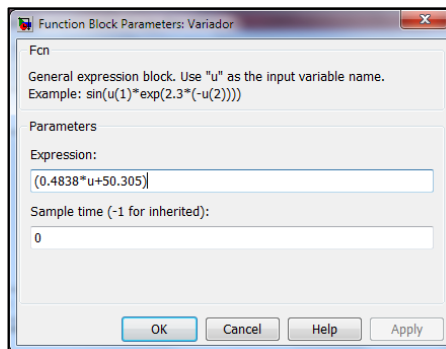 Function Block Parameters: Variador
Fcn
General expression block. Use "u" as the input variable name.
Example: sin(u(1)*exp(2.3*(-u(2))))
Parameters
Expression:
(0.4838*u+50.305)
Sample time (-1 for inherited):
0
OK Cancel Help Apply